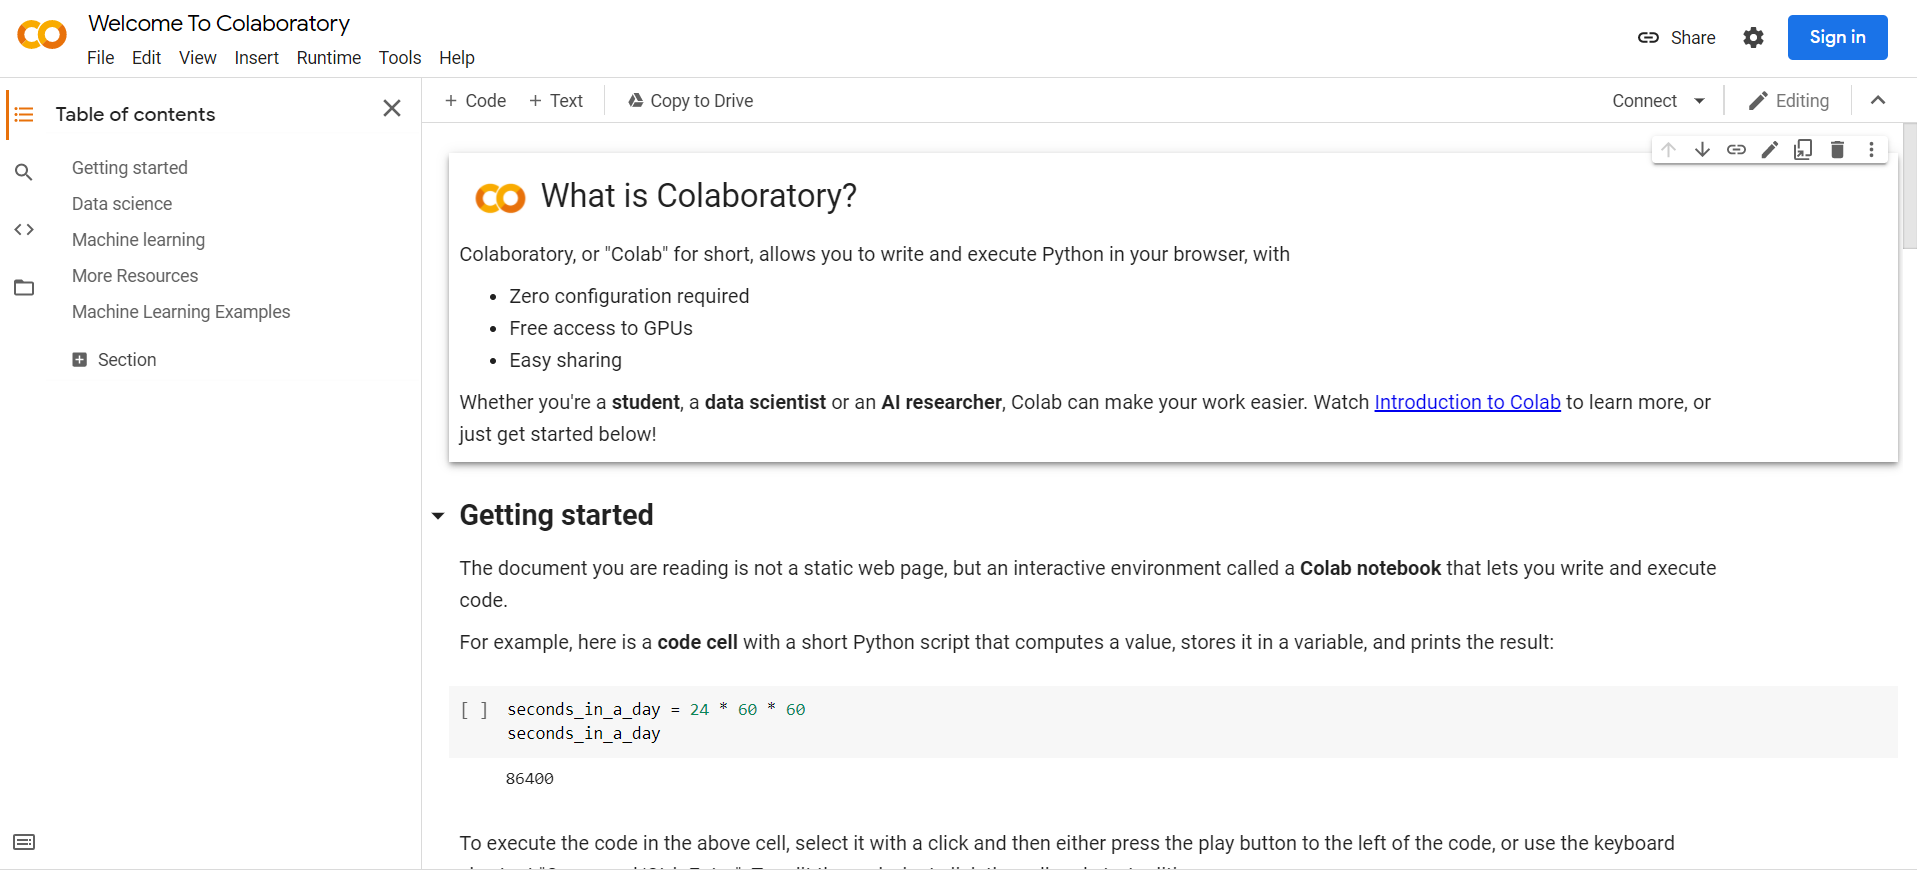 Welcome To Colaboratory
File Edit View Insert Runtime Tools Help
Share
Sign in
Table of contents
Getting started
Data science
Machine learning
More Resources
Machine Learning Examples
Section
+ Code + Text Copy to Drive
Connect Editing
CO What is Colaboratory?
Colaboratory, or "Colab" for short, allows you to write and execute Python in your browser, with
• Zero configuration required
• Free access to GPUs
• Easy sharing
Whether you're a student, a data scientist or an AI researcher, Colab can make your work easier. Watch Introduction to Colab to learn more, or
just get started below!
Getting started
The document you are reading is not a static web page, but an interactive environment called a Colab notebook that lets you write and execute
code.
For example, here is a code cell with a short Python script that computes a value, stores it in a variable, and prints the result:
[ ] seconds_in_a_day = 24 * 60 * 60
seconds_in_a_day
86400
To execute the code in the above cell, select it with a click and then either press the play button to the left of the code, or use the keyboard